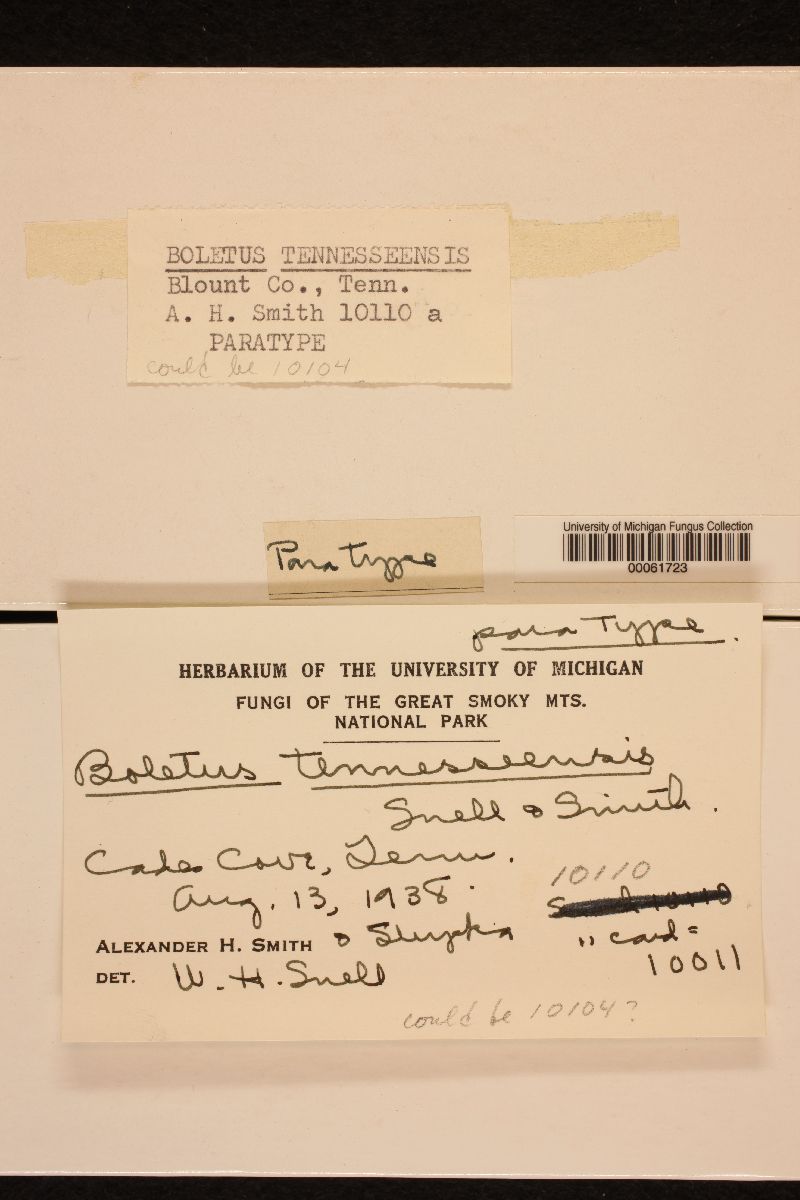 BOLETUS TENNESSEENSIS
Blount Co., Tenn.
A. H. Smith 10110 a
PARATYPE
could be 10104
Para Type
University of Michigan Fungus Collection
00061723
para Type.
HERBARIUM OF THE UNIVERSITY OF MICHIGAN
FUNGI OF THE GREAT SMOKY MTS.
NATIONAL PARK
Boletus tennesseensis
Snell & Smith.
Cades Cove, Tenn.
10110
Aug. 13, 1938.
ALEXANDER H. SMITH &
"card=
DET. W. H. Snell
10011
could be 10104?